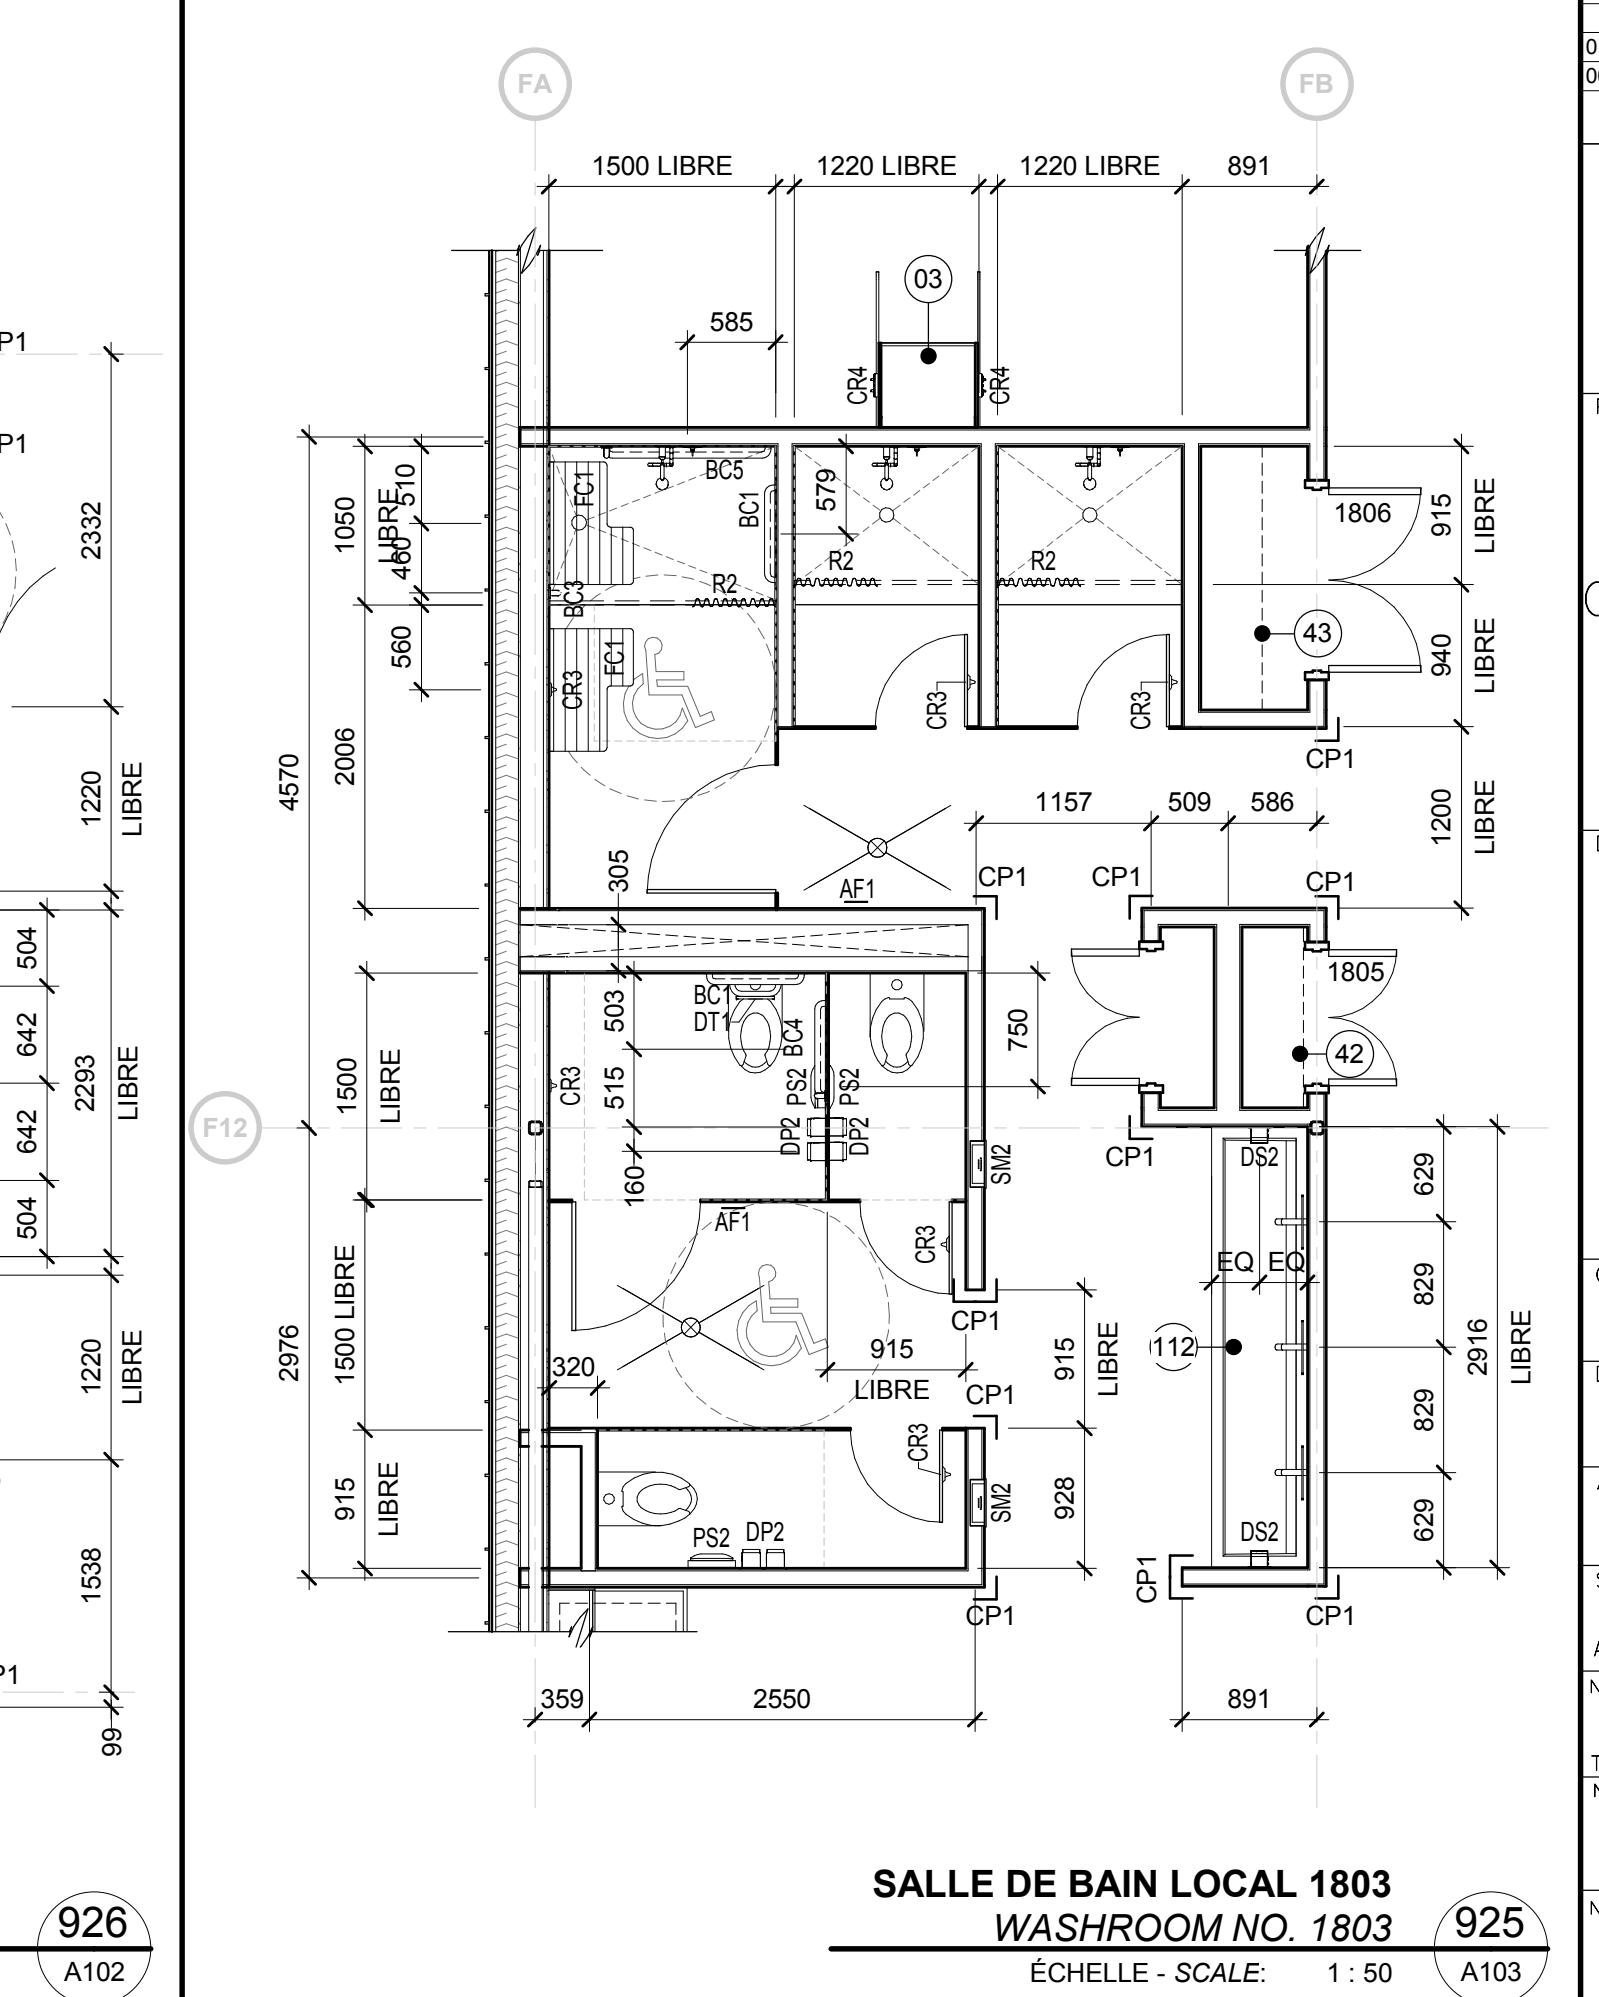 FA
FB
1500 LIBRE
1220 LIBRE
1220 LIBRE
891
03
585
CR4
CR4
P1
P1
2332
1220
LIBRE
504
642
642
504
2293
LIBRE
1220
LIBRE
1538
P1
99
4570
2976
1050
LIBRE
510
460
560
2006
FC1
BC5
BC1
579
R2
R2
R2
BC3
FC1
CR3
CR3
CR3
1806
43
915
LIBRE
940
LIBRE
CP1
1200
LIBRE
1157
509
586
305
AF1
CP1
CP1
CP1
1805
42
503
515
160
BC1
DT1
BC4
PS2
PS2
DP2
DP2
750
CR3
1500
LIBRE
F12
SM2
CP1
DS2
AF1
CR3
1500 LIBRE
320
915
LIBRE
CP1
CP1
915
LIBRE
EQ
EQ
112
629
829
829
629
2916
LIBRE
915
LIBRE
CR3
SM2
928
PS2
DP2
DS2
CP1
CP1
CP1
359
2550
891
SALLE DE BAIN LOCAL 1803
WASHROOM NO. 1803
ÉCHELLE - SCALE: 1 : 50
925
A103
926
A102